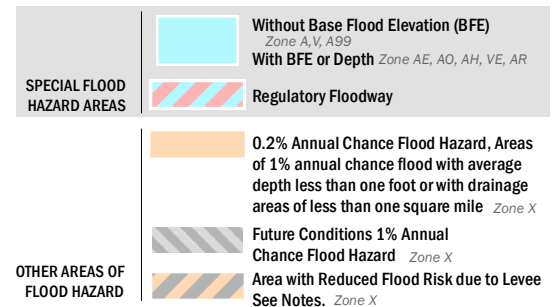 Without Base Flood Elevation (BFE)
Zone A,V, A99
With BFE or Depth Zone AE, AO, AH, VE, AR
SPECIAL FLOOD
HAZARD AREAS
Regulatory Floodway
0.2% Annual Chance Flood Hazard, Areas
of 1% annual chance flood with average
depth less than one foot or with drainage
areas of less than one square mile Zone X
Future Conditions 1% Annual
Chance Flood Hazard Zone X
OTHER AREAS OF
FLOOD HAZARD
Area with Reduced Flood Risk due to Levee
See Notes. Zone X